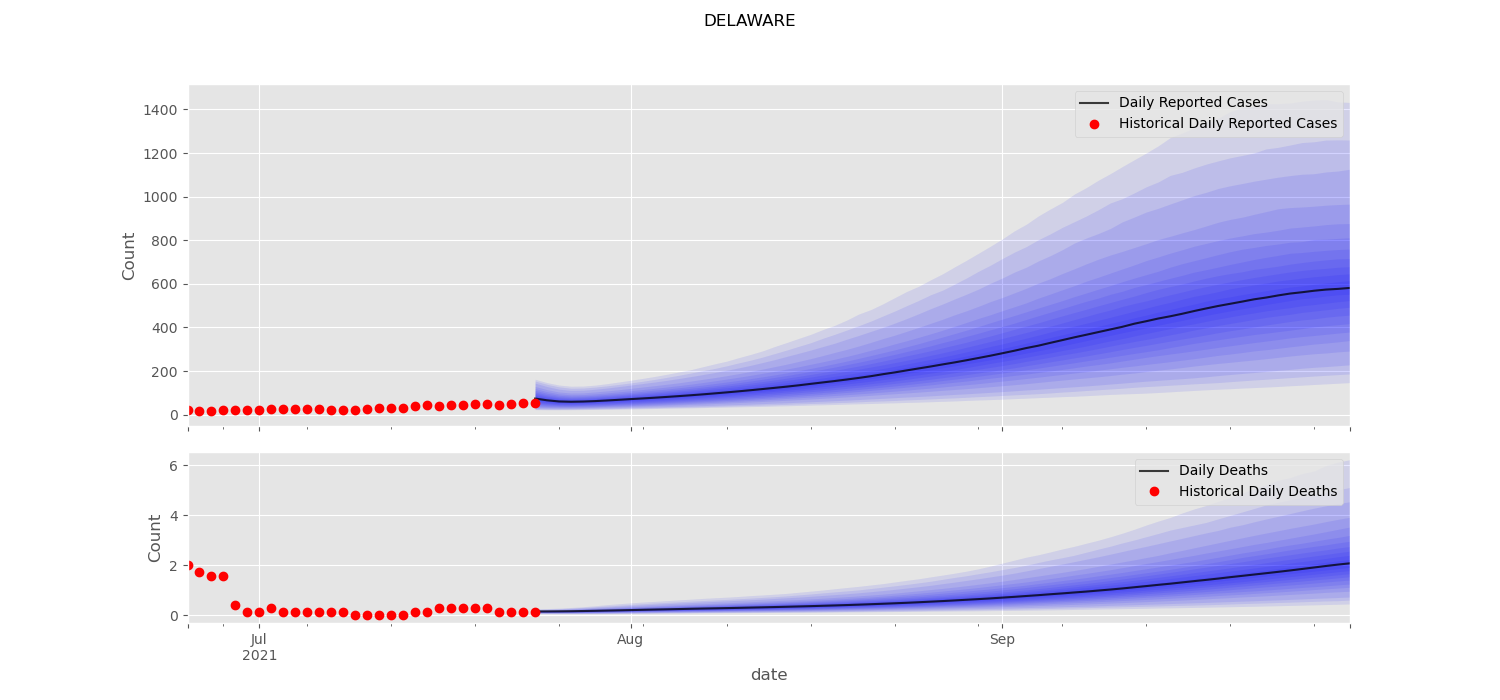 DELAWARE
1400
1200
1000
800
600
400
200
0
Count
Daily Reported Cases
Historical Daily Reported Cases
6
4
2
0
Count
Daily Deaths
Historical Daily Deaths
Jul
2021
Aug
Sep
date